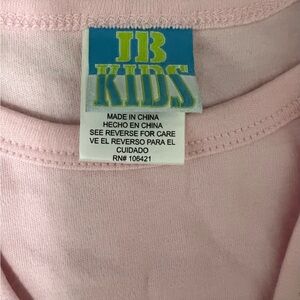 JB
KIDS
MADE IN CHINA
HECHO EN CHINA
SEE REVERSE FOR CARE
VE EL REVERSO PARA EL
CUIDADO
RN# 106421